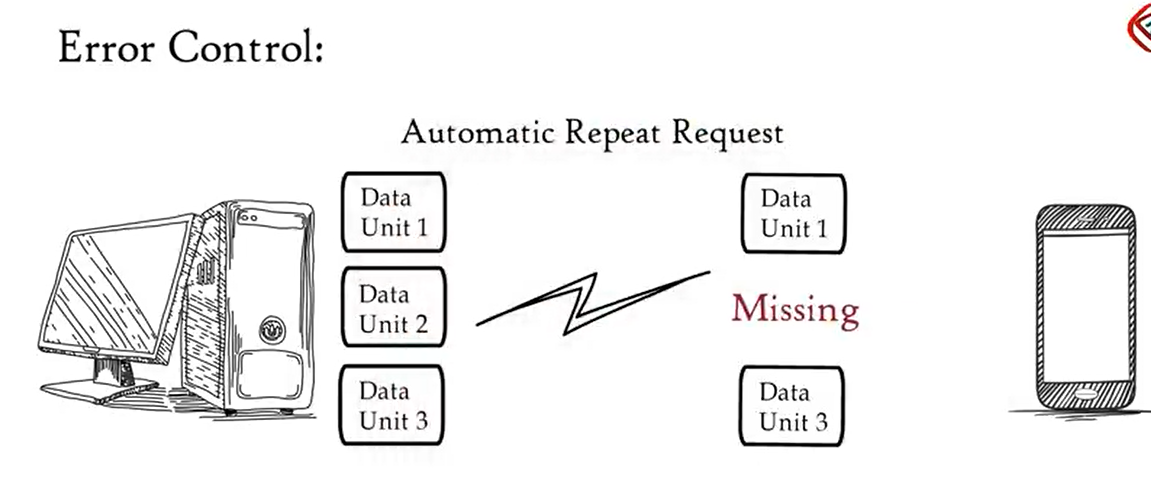 Error Control:
Automatic Repeat Request
Data
Unit 1
Data
Unit 2
Data
Unit 3
Data
Unit 1
Missing
Data
Unit 3